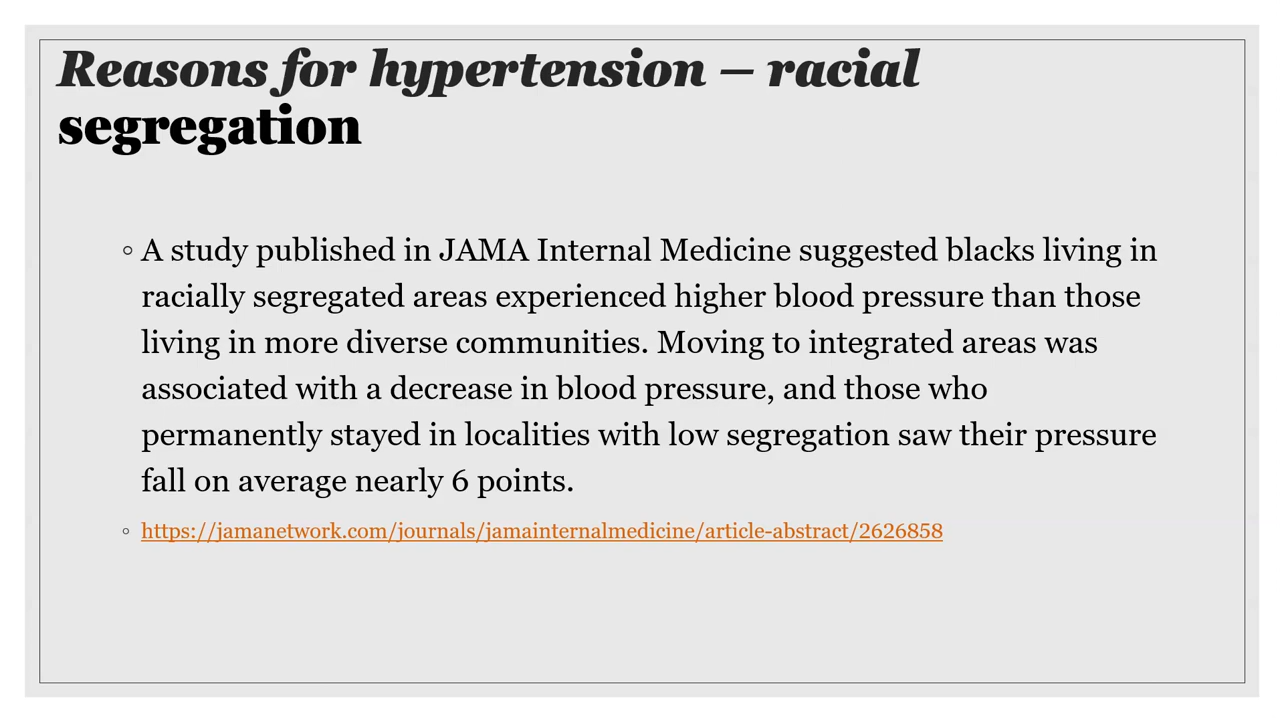 Reasons for hypertension – racial
segregation
◦ A study published in JAMA Internal Medicine suggested blacks living in
racially segregated areas experienced higher blood pressure than those
living in more diverse communities. Moving to integrated areas was
associated with a decrease in blood pressure, and those who
permanently stayed in localities with low segregation saw their pressure
fall on average nearly 6 points.
◦ https://jamanetwork.com/journals/jamainternalmedicine/article-abstract/2626858